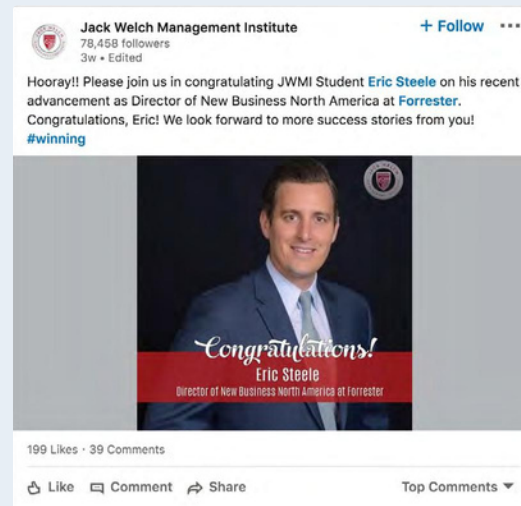 Jack Welch Management Institute
+ Follow ...
78,458 followers
3w • Edited
Hooray!! Please join us in congratulating JWMI Student Eric Steele on his recent
advancement as Director of New Business North America at Forrester.
Congratulations, Eric! We look forward to more success stories from you!
#winning
Congratulations!
Eric Steele
Director of New Business North America at Forrester
199 Likes · 39 Comments
Like Comment Share Top Comments